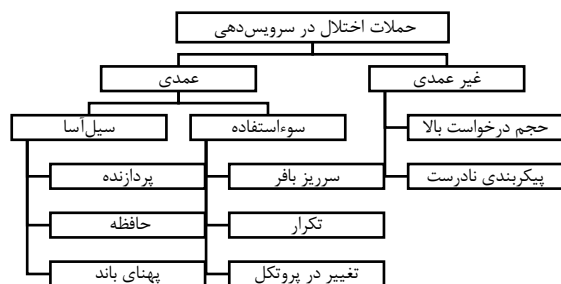 حملات اختلال در سرویس‌دهی
غیر عمدی
عمدی
حجم درخواست بالا
سوءاستفاده
سیل‌آسا
پیکربندی نادرست
سرریز بافر
پردازنده
تکرار
حافظه
تغییر در پروتکل
پهنای باند